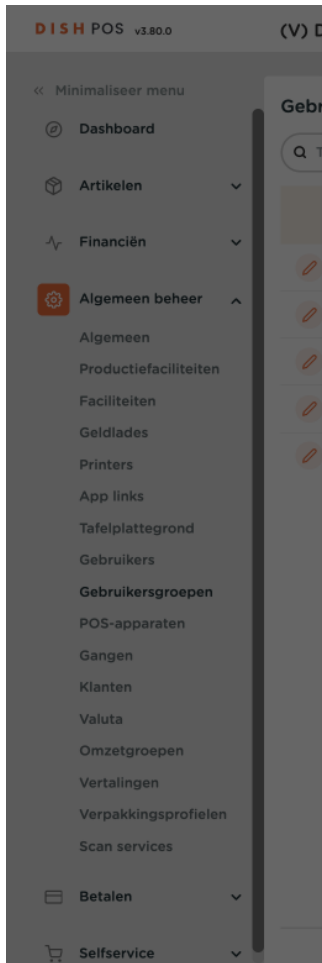 DISH POS v3.80.0
(V) D
« Minimaliseer menu
Gebr
Dashboard
T
Artikelen
Financiën
Algemeen beheer
Algemeen
Productiefaciliteiten
Faciliteiten
Geldlades
Printers
App links
Tafelplattegrond
Gebruikers
Gebruikersgroepen
POS-apparaten
Gangen
Klanten
Valuta
Omzetgroepen
Vertalingen
Verpakkingsprofielen
Scan services
Betalen
Selfservice